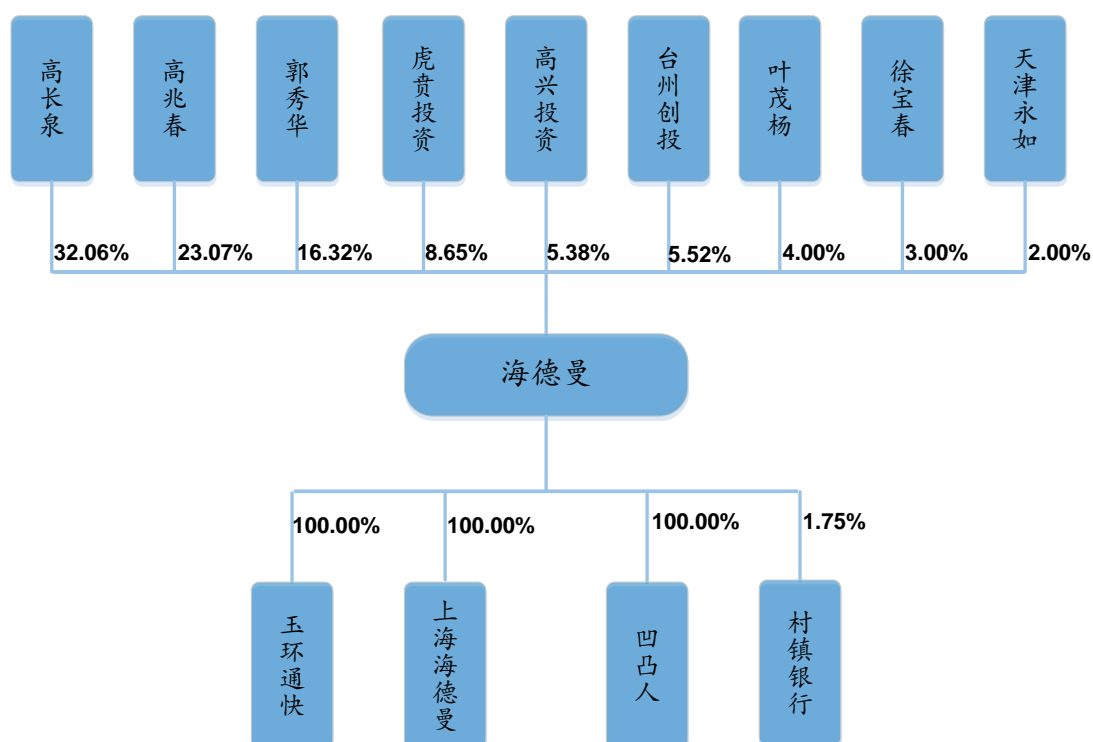 高长泉
高兆春
郭秀华
虎贲投资
高兴投资
台州创投
叶茂杨
徐宝春
天津永如
32.06%
23.07%
16.32%
8.65%
5.38%
5.52%
4.00%
3.00%
2.00%
海德曼
100.00%
100.00%
100.00%
1.75%
玉环通快
上海海德曼
凹凸人
村镇银行